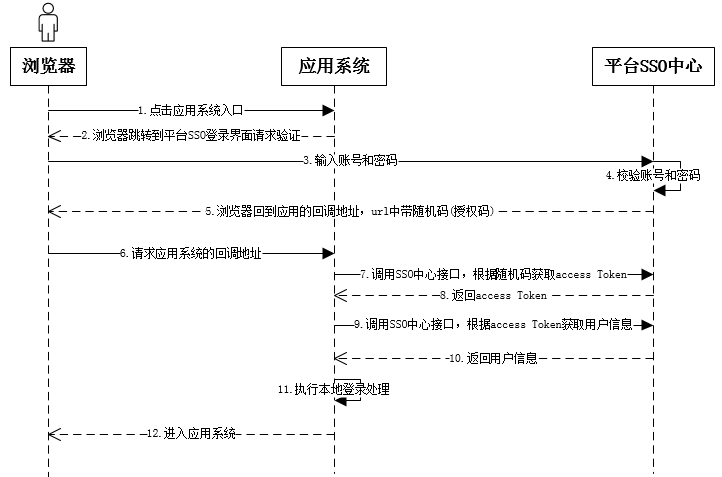 浏览器
应用系统
平台SSO中心
1.点击应用系统入口
2.浏览器跳转到平台SSO登录界面请求验证
3.输入账号和密码
4.校验账号和密码
5.浏览器回到应用的回调地址，url中带随机码(授权码)
6.请求应用系统的回调地址
7.调用SSO中心接口，根据随机码获取access Token
8.返回access Token
9.调用SSO中心接口，根据access Token获取用户信息
10.返回用户信息
11.执行本地登录处理
12.进入应用系统